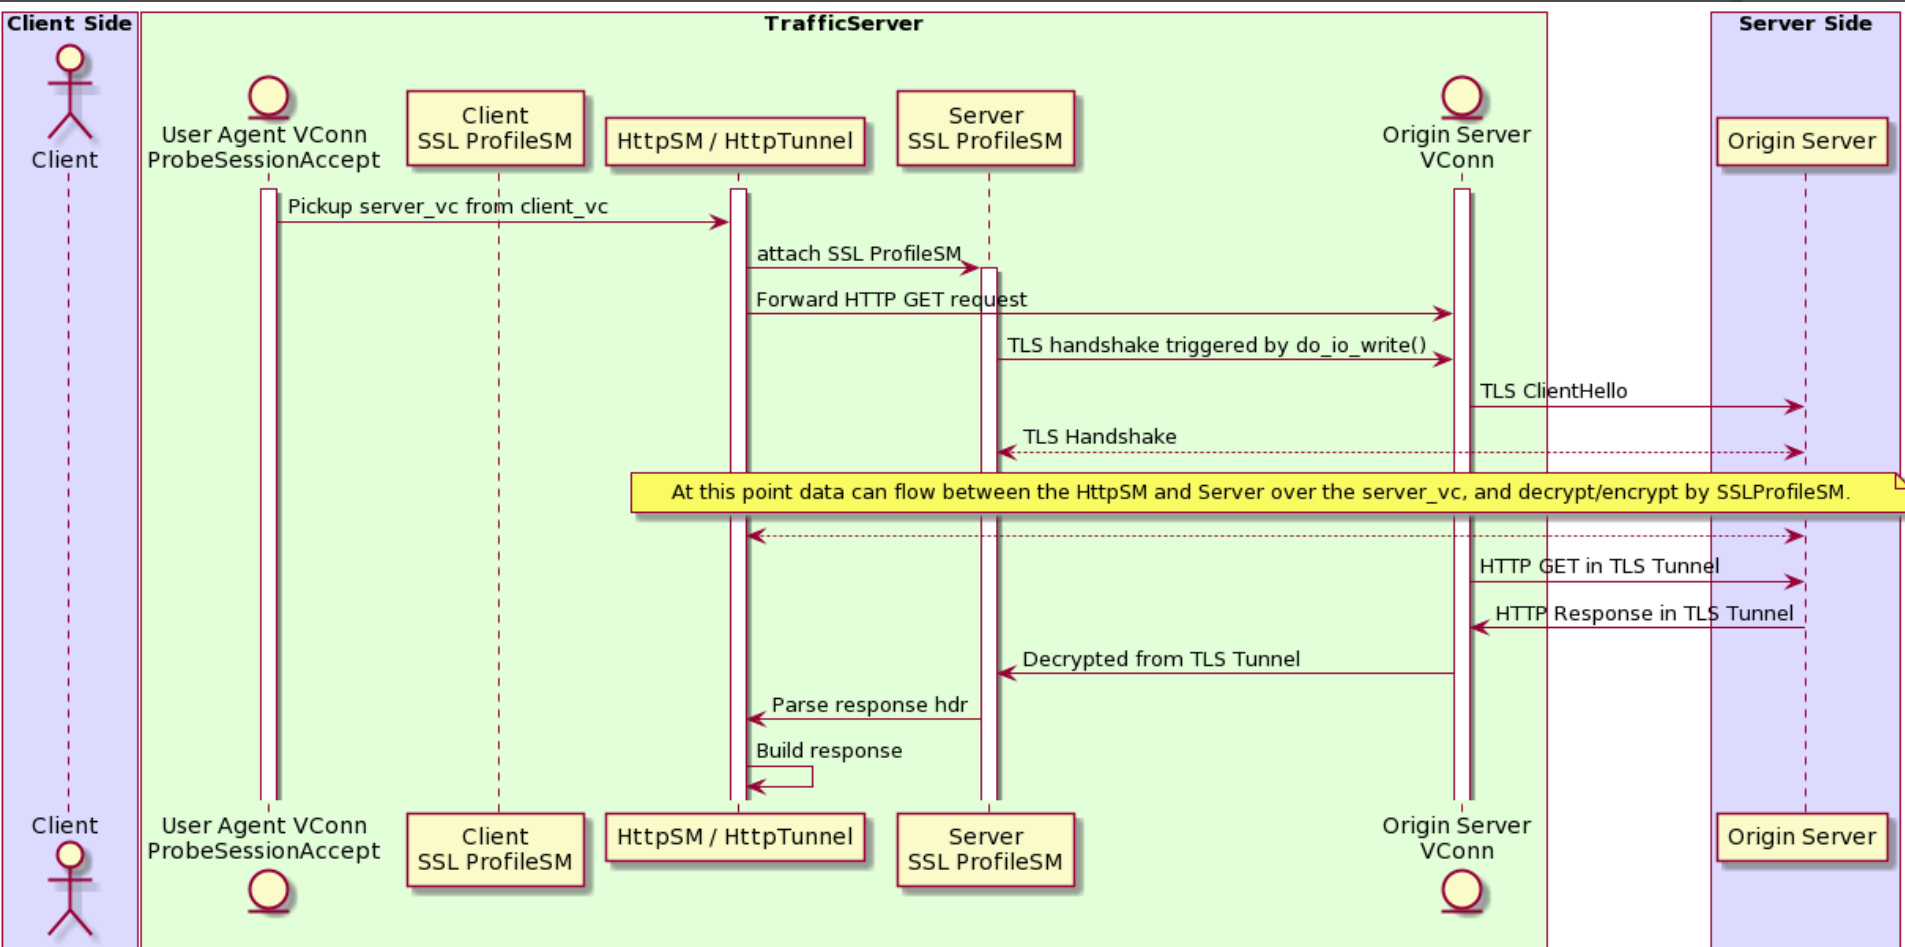 Client Side
TrafficServer
Server Side
Client
User Agent VConn
ProbeSessionAccept
Client
SSL ProfileSM
HttpSM / HttpTunnel
Server
SSL ProfileSM
Origin Server
VConn
Origin Server
Pickup server_vc from client_vc
attach SSL ProfileSM
Forward HTTP GET request
TLS handshake triggered by do_io_write()
TLS ClientHello
TLS Handshake
At this point data can flow between the HttpSM and Server over the server_vc, and decrypt/encrypt by SSLProfileSM.
HTTP GET in TLS Tunnel
HTTP Response in TLS Tunnel
Decrypted from TLS Tunnel
Parse response hdr
Build response
Client
User Agent VConn
ProbeSessionAccept
Client
SSL ProfileSM
HttpSM / HttpTunnel
Server
SSL ProfileSM
Origin Server
VConn
Origin Server